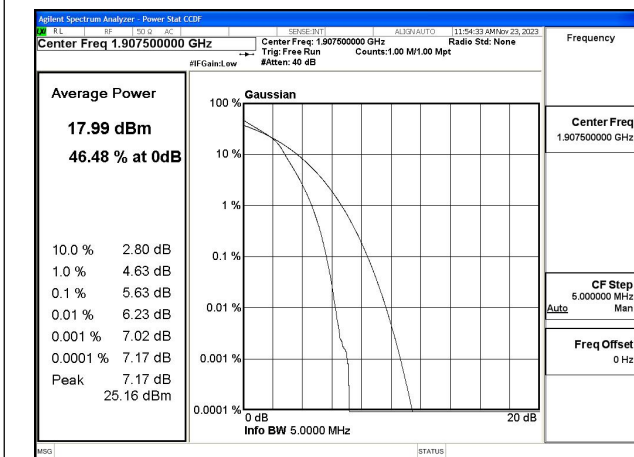 Agilent Spectrum Analyzer - Power Stat CCDF
LXI RL RF 50 Ω AC SENSE:INT ALIGN AUTO 11:54:33 AM Nov 23, 2023
Center Freq 1.907500000 GHz
Center Freq: 1.907500000 GHz Radio Std: None
Trig: Free Run Counts:1.00 M/1.00 Mpt
#IFGain:Low #Atten: 40 dB
Frequency
Average Power
17.99 dBm
46.48 % at 0dB
10.0 % 2.80 dB
1.0 % 4.63 dB
0.1 % 5.63 dB
0.01 % 6.23 dB
0.001 % 7.02 dB
0.0001 % 7.17 dB
Peak 7.17 dB
25.16 dBm
Gaussian
100 %
10 %
1 %
0.1 %
0.01 %
0.001 %
0.0001 %
0 dB 20 dB
Info BW 5.0000 MHz
Center Freq
1.907500000 GHz
CF Step
5.000000 MHz
Auto Man
Freq Offset
0 Hz
MSG STATUS